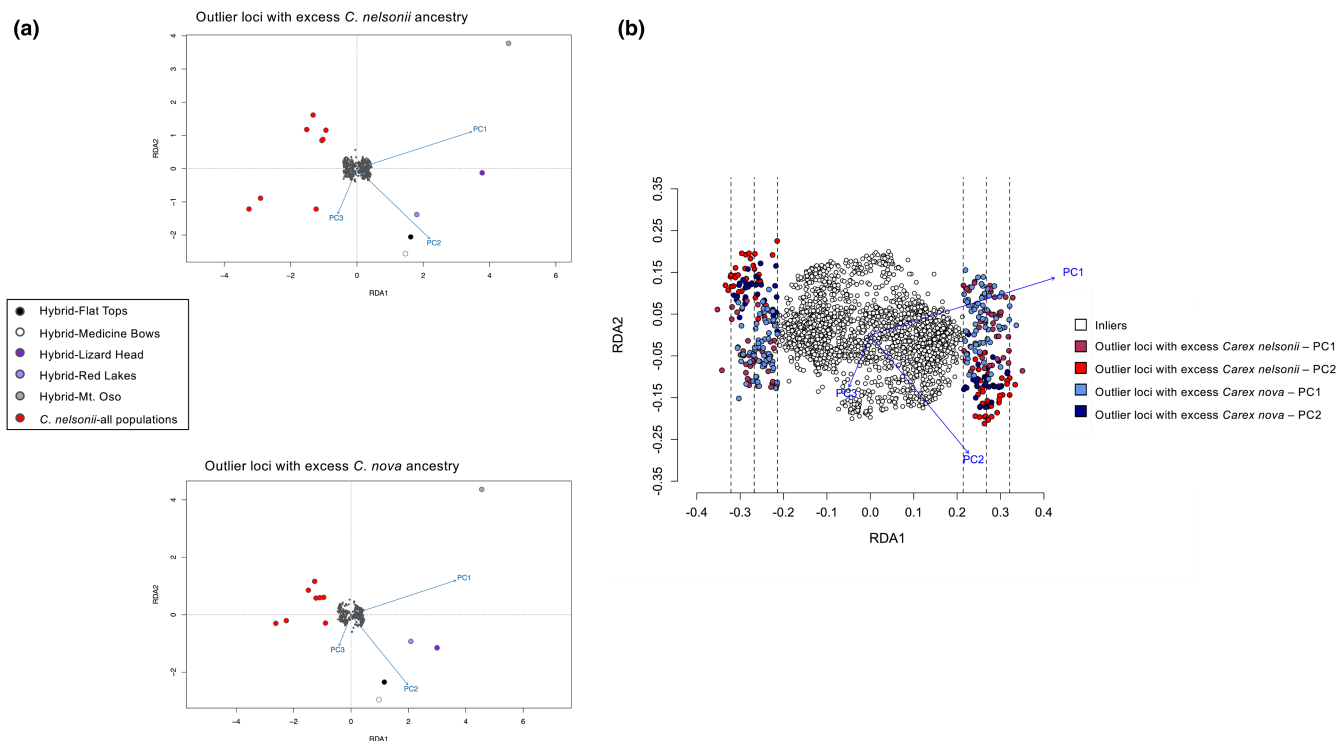 (a)
Outlier loci with excess C. nelsonii ancestry
4
3
2
1
0
−1
−2
RDA2
PC1
PC2
PC3
−4
−2
0
2
4
6
RDA1
Hybrid-Flat Tops
Hybrid-Medicine Bows
Hybrid-Lizard Head
Hybrid-Red Lakes
Hybrid-Mt. Oso
C. nelsonii-all populations
Outlier loci with excess C. nova ancestry
4
2
0
−2
RDA2
PC1
PC3
PC2
−4
−2
0
2
4
6
RDA1
(b)
0.35
0.25
0.15
0.05
-0.05
-0.15
-0.25
-0.35
RDA2
PC1
PC3
PC2
-0.4
-0.3
-0.2
-0.1
0.0
0.1
0.2
0.3
0.4
RDA1
Inliers
Outlier loci with excess Carex nelsonii – PC1
Outlier loci with excess Carex nelsonii – PC2
Outlier loci with excess Carex nova – PC1
Outlier loci with excess Carex nova – PC2